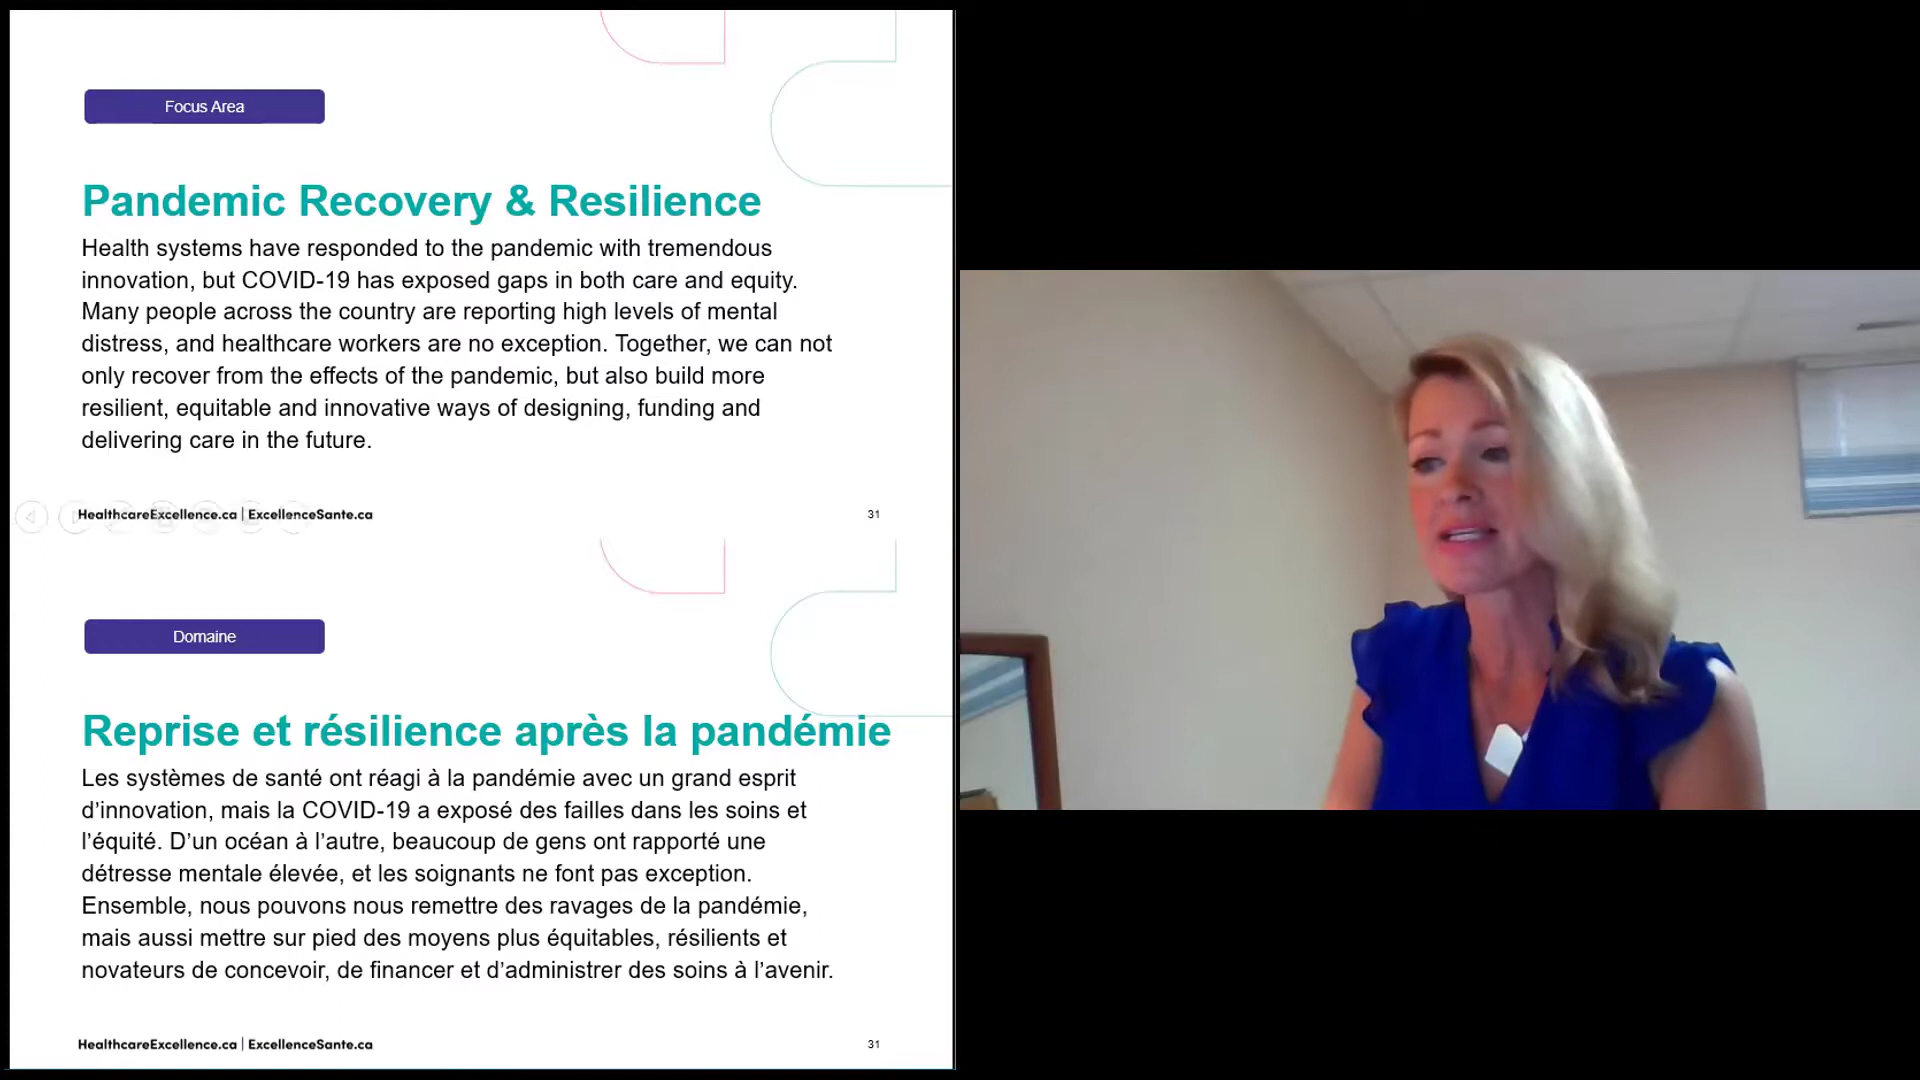 Focus Area
Pandemic Recovery & Resilience
Health systems have responded to the pandemic with tremendous
innovation, but COVID-19 has exposed gaps in both care and equity.
Many people across the country are reporting high levels of mental
distress, and healthcare workers are no exception. Together, we can not
only recover from the effects of the pandemic, but also build more
resilient, equitable and innovative ways of designing, funding and
delivering care in the future.
HealthcareExcellence.ca | ExcellenceSante.ca
31
Domaine
Reprise et résilience après la pandémie
Les systèmes de santé ont réagi à la pandémie avec un grand esprit
d’innovation, mais la COVID-19 a exposé des failles dans les soins et
l’équité. D’un océan à l’autre, beaucoup de gens ont rapporté une
détresse mentale élevée, et les soignants ne font pas exception.
Ensemble, nous pouvons nous remettre des ravages de la pandémie,
mais aussi mettre sur pied des moyens plus équitables, résilients et
novateurs de concevoir, de financer et d’administrer des soins à l’avenir.
HealthcareExcellence.ca | ExcellenceSante.ca
31